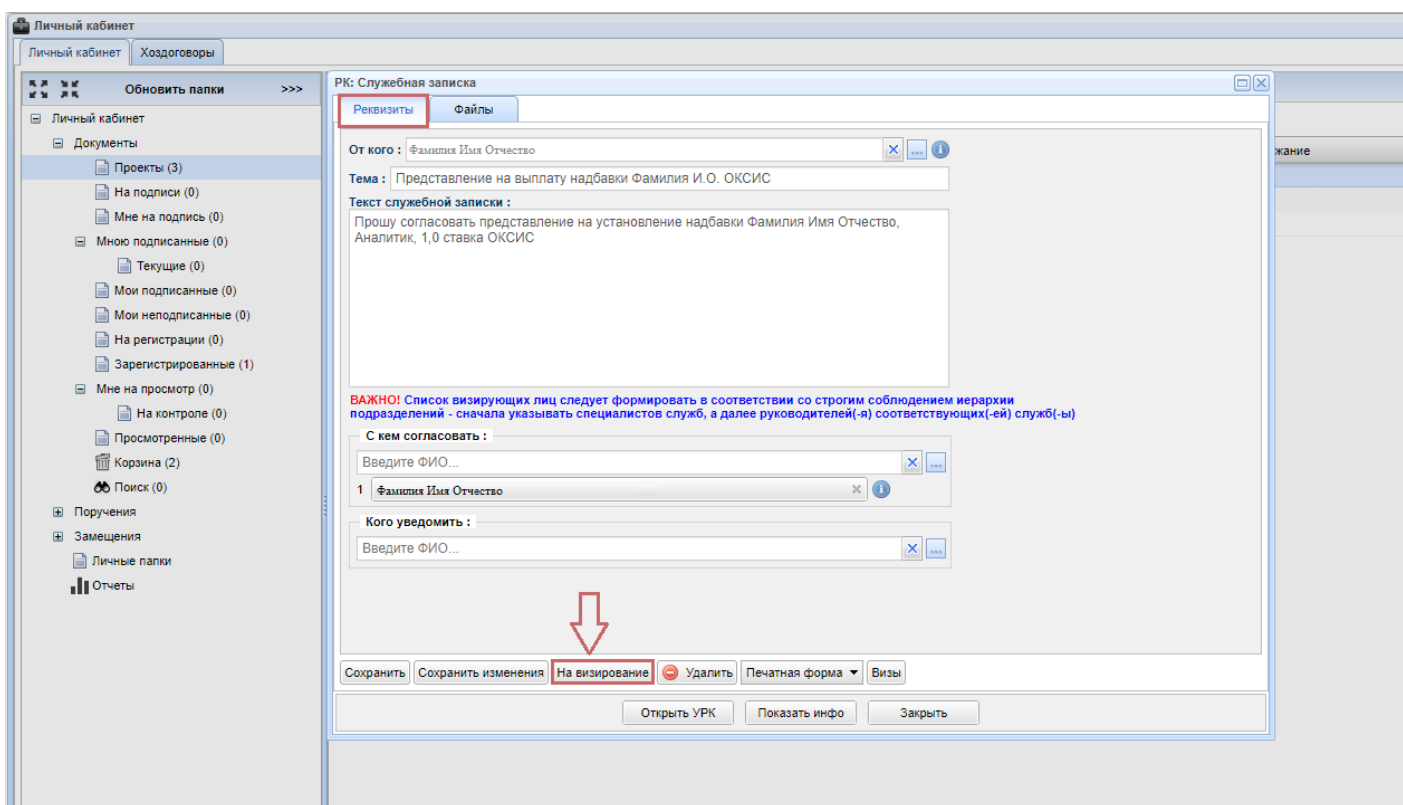 Личный кабинет
Личный кабинет
Хоздоговоры
Обновить папки
>>>
Личный кабинет
Документы
Проекты (3)
На подписи (0)
Мне на подпись (0)
Мною подписанные (0)
Текущие (0)
Мои подписанные (0)
Мои неподписанные (0)
На регистрации (0)
Зарегистрированные (1)
Мне на просмотр (0)
На контроле (0)
Просмотренные (0)
Корзина (2)
Поиск (0)
Поручения
Замещения
Личные папки
Отчеты
РК: Служебная записка
Реквизиты
Файлы
От кого : Фамилия Имя Отчество
Тема : Представление на выплату надбавки Фамилия И.О. ОКСИС
Текст служебной записки :
Прошу согласовать представление на установление надбавки Фамилия Имя Отчество,
Аналитик, 1,0 ставка ОКСИС
ВАЖНО! Список визирующих лиц следует формировать в соответствии со строгим соблюдением иерархии
подразделений - сначала указывать специалистов служб, а далее руководителей(-я) соответствующих(-ей) служб(-ы)
С кем согласовать :
Введите ФИО...
1 Фамилия Имя Отчество
Кого уведомить :
Введите ФИО...
Сохранить
Сохранить изменения
На визирование
Удалить
Печатная форма
Визы
Открыть УРК
Показать инфо
Закрыть
жание